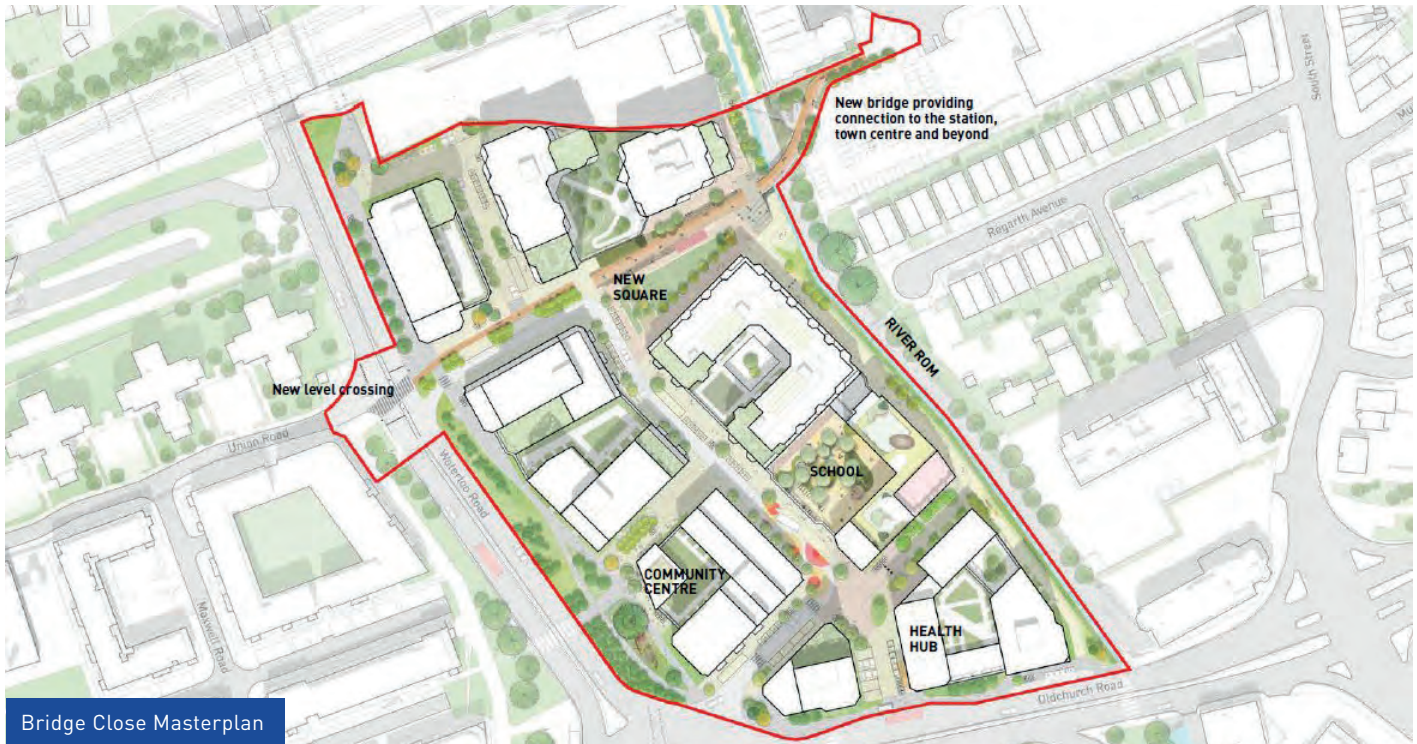 New bridge providing
connection to the station,
town centre and beyond
South Street
Regarth Avenue
NEW
SQUARE
RIVER ROM
New level crossing
Union Road
Waterloo Road
SCHOOL
Maxwell Road
COMMUNITY
CENTRE
HEALTH
HUB
Oldchurch Road
Bridge Close Masterplan